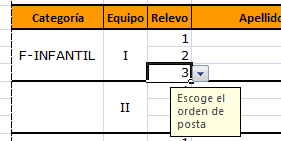 Categoría Equipo Relevo Apellido
1
F-INFANTIL I 2
3
Escoge el
orden de
posta
II